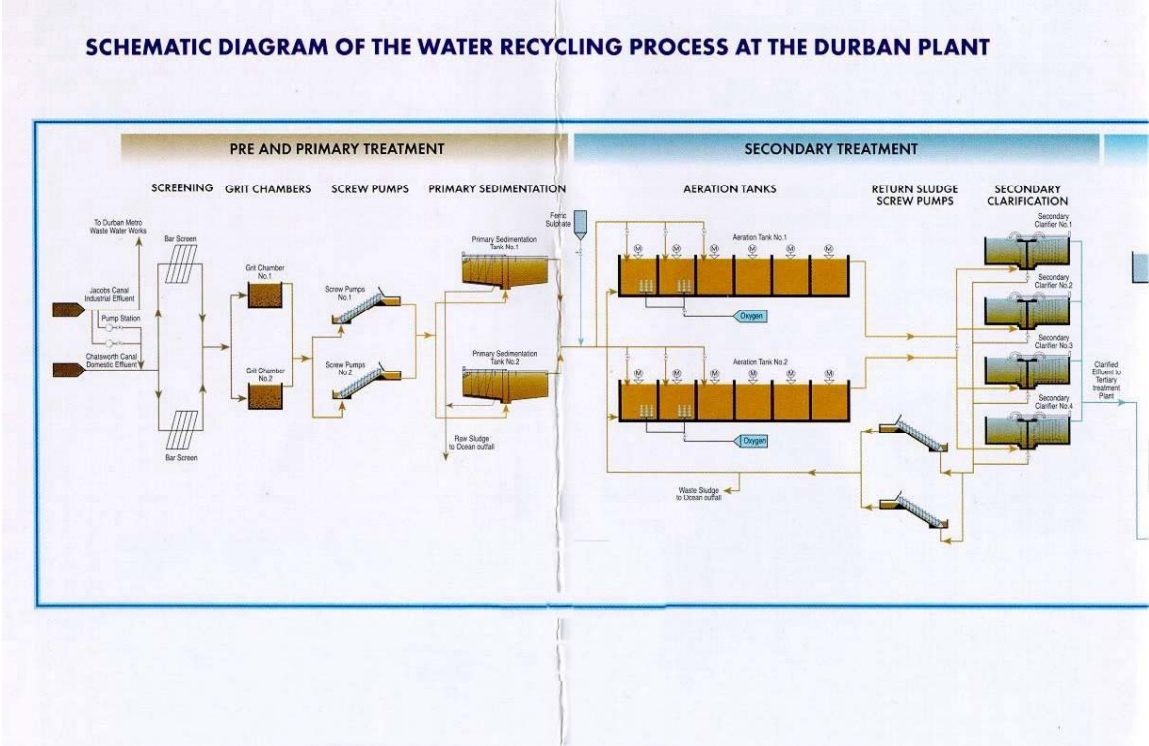 SCHEMATIC DIAGRAM OF THE WATER RECYCLING PROCESS AT THE DURBAN PLANT
PRE AND PRIMARY TREATMENT
SECONDARY TREATMENT
SCREENING
GRIT CHAMBERS
SCREW PUMPS
PRIMARY SEDIMENTATION
AERATION TANKS
RETURN SLUDGE
SCREW PUMPS
SECONDARY
CLARIFICATION
To Durban Metro
Waste Water Works
Bar Screen
Jacobs Canal
Industrial Effluent
Pump Station
Chatsworth Canal
Domestic Effluent
Bar Screen
Grit Chamber
No.1
Grit Chamber
No.2
Screw Pumps
No.1
Screw Pumps
No.2
Primary Sedimentation
Tank No.1
Primary Sedimentation
Tank No.2
Raw Sludge
to Ocean outfall
Ferric
Sulphate
Aeration Tank No.1
M M M M M M
Oxygen
Aeration Tank No.2
M M M M M M
Oxygen
Waste Sludge
to Ocean outfall
Secondary
Clarifier No.1
Secondary
Clarifier No.2
Secondary
Clarifier No.3
Secondary
Clarifier No.4
Clarified
Effluent to
Tertiary
treatment
Plant